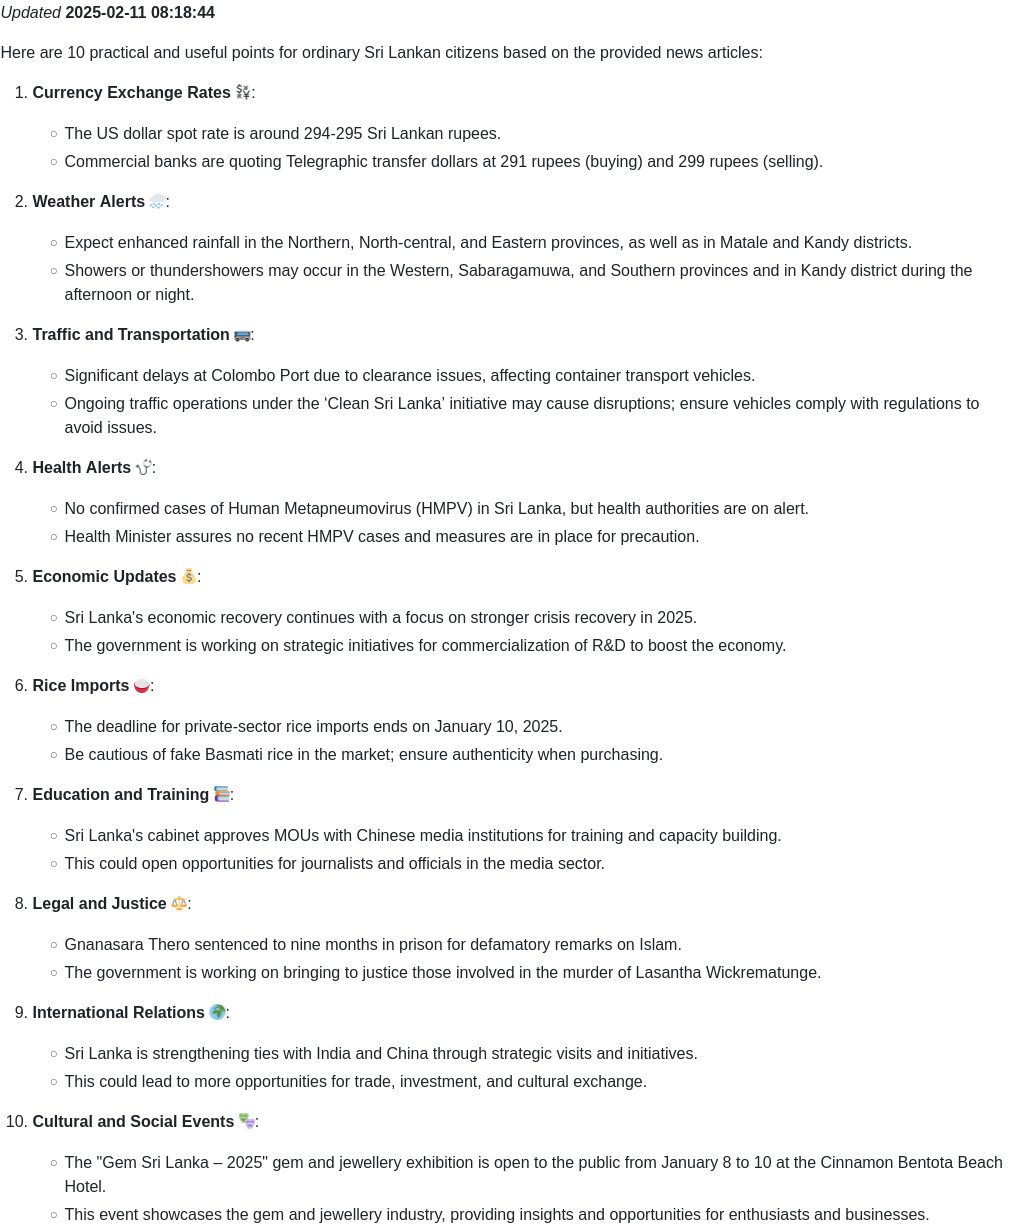 Updated 2025-02-11 08:18:44
Here are 10 practical and useful points for ordinary Sri Lankan citizens based on the provided news articles:
1. Currency Exchange Rates 💱:
○ The US dollar spot rate is around 294-295 Sri Lankan rupees.
○ Commercial banks are quoting Telegraphic transfer dollars at 291 rupees (buying) and 299 rupees (selling).
2. Weather Alerts 🌧️:
○ Expect enhanced rainfall in the Northern, North-central, and Eastern provinces, as well as in Matale and Kandy districts.
○ Showers or thundershowers may occur in the Western, Sabaragamuwa, and Southern provinces and in Kandy district during the
afternoon or night.
3. Traffic and Transportation 🚌:
○ Significant delays at Colombo Port due to clearance issues, affecting container transport vehicles.
○ Ongoing traffic operations under the ‘Clean Sri Lanka’ initiative may cause disruptions; ensure vehicles comply with regulations to
avoid issues.
4. Health Alerts 🩺:
○ No confirmed cases of Human Metapneumovirus (HMPV) in Sri Lanka, but health authorities are on alert.
○ Health Minister assures no recent HMPV cases and measures are in place for precaution.
5. Economic Updates 💰:
○ Sri Lanka's economic recovery continues with a focus on stronger crisis recovery in 2025.
○ The government is working on strategic initiatives for commercialization of R&D to boost the economy.
6. Rice Imports 🍚:
○ The deadline for private-sector rice imports ends on January 10, 2025.
○ Be cautious of fake Basmati rice in the market; ensure authenticity when purchasing.
7. Education and Training 📚:
○ Sri Lanka's cabinet approves MOUs with Chinese media institutions for training and capacity building.
○ This could open opportunities for journalists and officials in the media sector.
8. Legal and Justice ⚖️:
○ Gnanasara Thero sentenced to nine months in prison for defamatory remarks on Islam.
○ The government is working on bringing to justice those involved in the murder of Lasantha Wickrematunge.
9. International Relations 🌍:
○ Sri Lanka is strengthening ties with India and China through strategic visits and initiatives.
○ This could lead to more opportunities for trade, investment, and cultural exchange.
10. Cultural and Social Events 🎭:
○ The "Gem Sri Lanka – 2025" gem and jewellery exhibition is open to the public from January 8 to 10 at the Cinnamon Bentota Beach
Hotel.
○ This event showcases the gem and jewellery industry, providing insights and opportunities for enthusiasts and businesses.